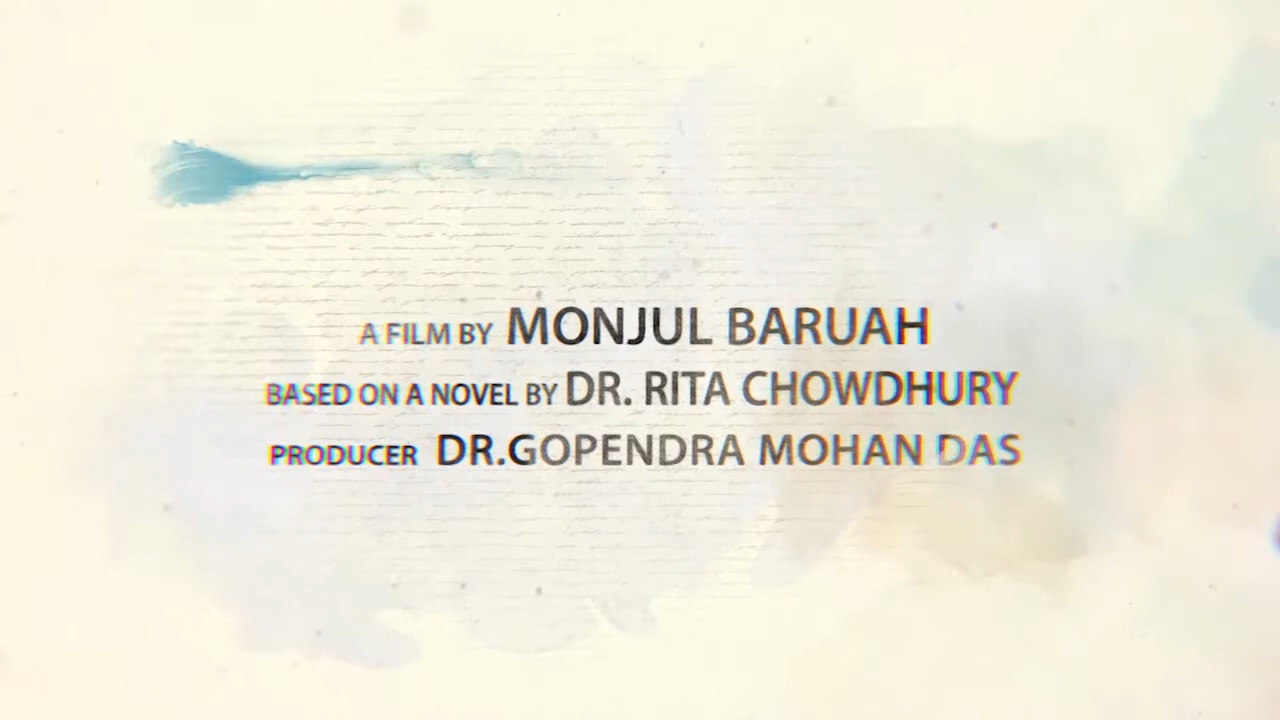 A FILM BY MONJUL BARUAH
BASED ON A NOVEL BY DR. RITA CHOWDHURY
PRODUCER DR.GOPENDRA MOHAN DAS